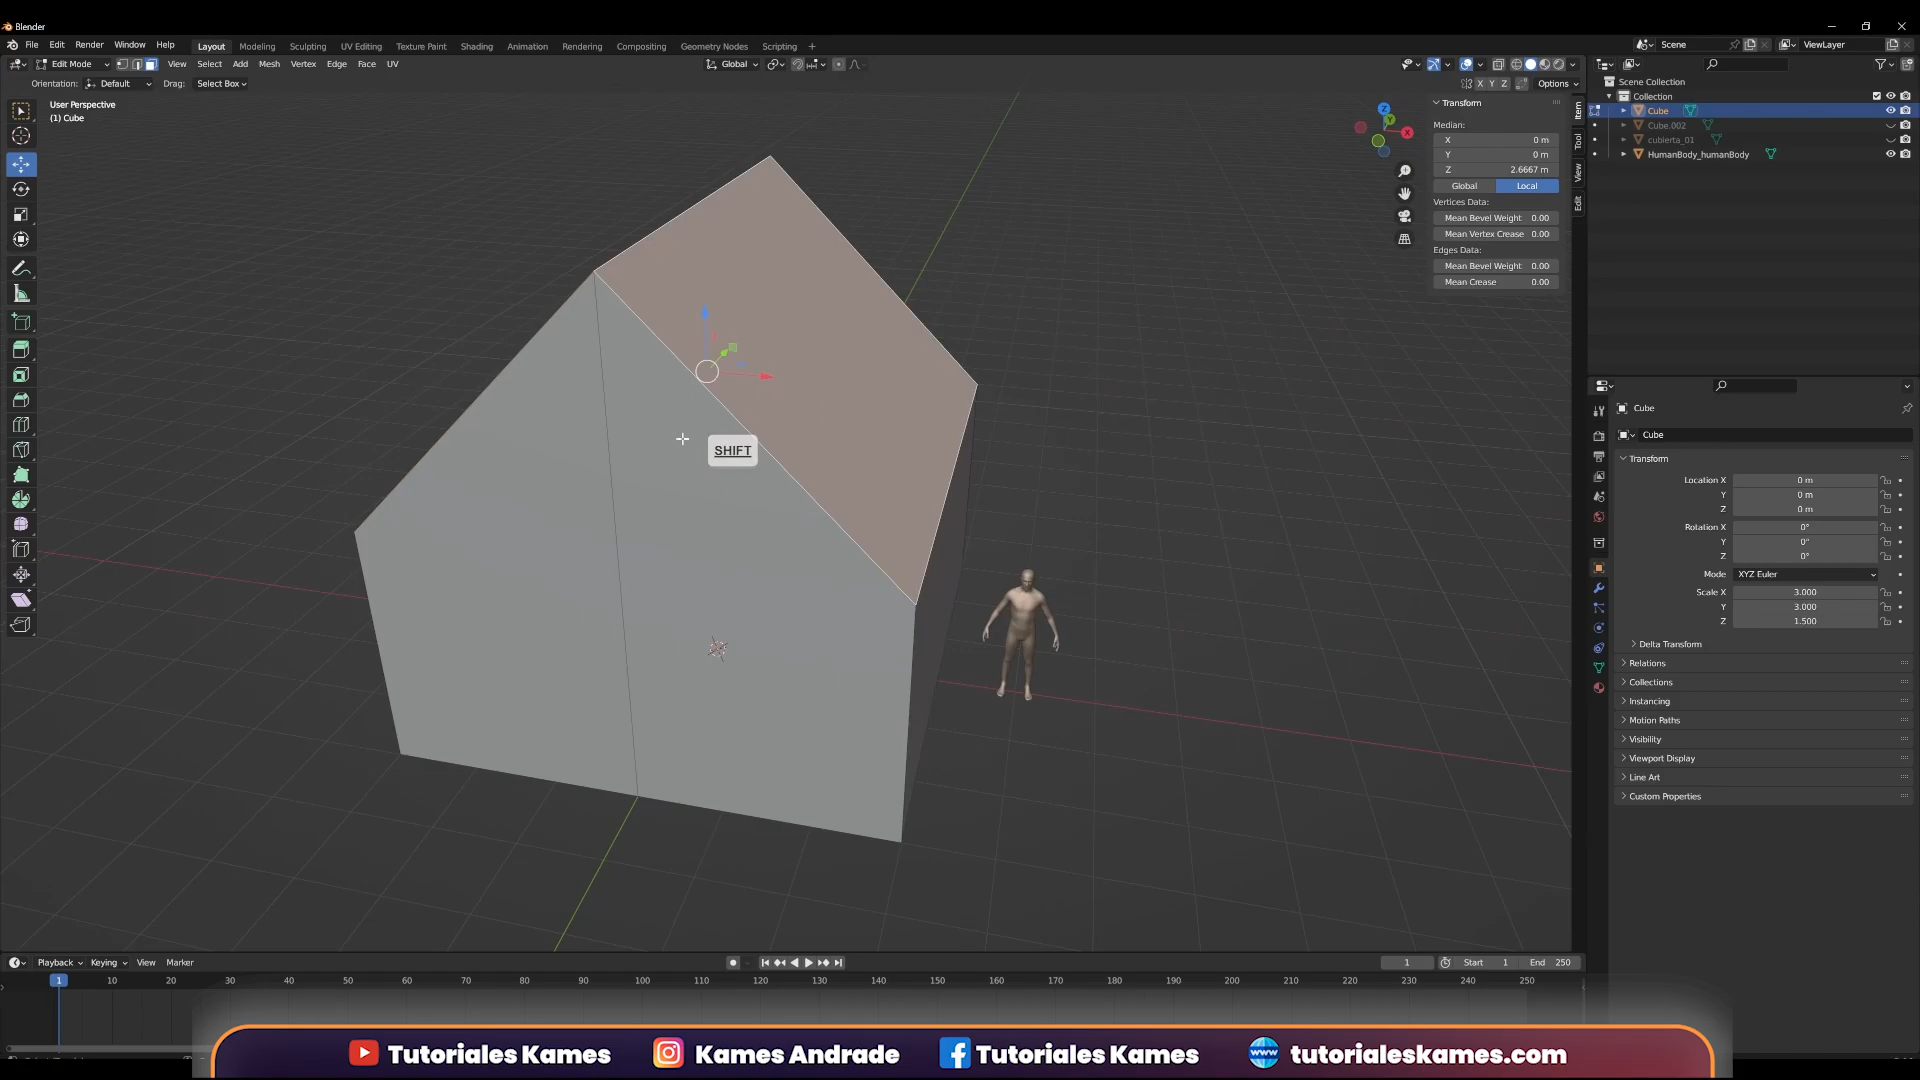 Blender
File Edit Render Window Help Layout Modeling Sculpting UV Editing Texture Paint Shading Animation Rendering Compositing Geometry Nodes Scripting + Scene ViewLayer
Edit Mode View Select Add Mesh Vertex Edge Face UV Global
Orientation: Default Drag: Select Box X Y Z Options
User Perspective
(1) Cube
Z
Y
X
Transform
Median:
X 0 m
Y 0 m
Z 2.6667 m
Global Local
Vertices Data:
Mean Bevel Weight 0.00
Mean Vertex Crease 0.00
Edges Data:
Mean Bevel Weight 0.00
Mean Crease 0.00
Item
Tool
View
Edit
Scene Collection
Collection
Cube
Cube.002
cubierta_01
HumanBody_humanBody
SHIFT
Cube
Cube
Transform
Location X 0 m
Y 0 m
Z 0 m
Rotation X 0°
Y 0°
Z 0°
Mode XYZ Euler
Scale X 3.000
Y 3.000
Z 1.500
Delta Transform
Relations
Collections
Instancing
Motion Paths
Visibility
Viewport Display
Line Art
Custom Properties
Playback Keying View Marker 1 Start 1 End 250
1 10 20 30 40 50 60 70 80 90 100 110 120 130 140 150 160 170 180 190 200 210 220 230 240 250
Tutoriales Kames Kames Andrade Tutoriales Kames www tutorialeskames.com